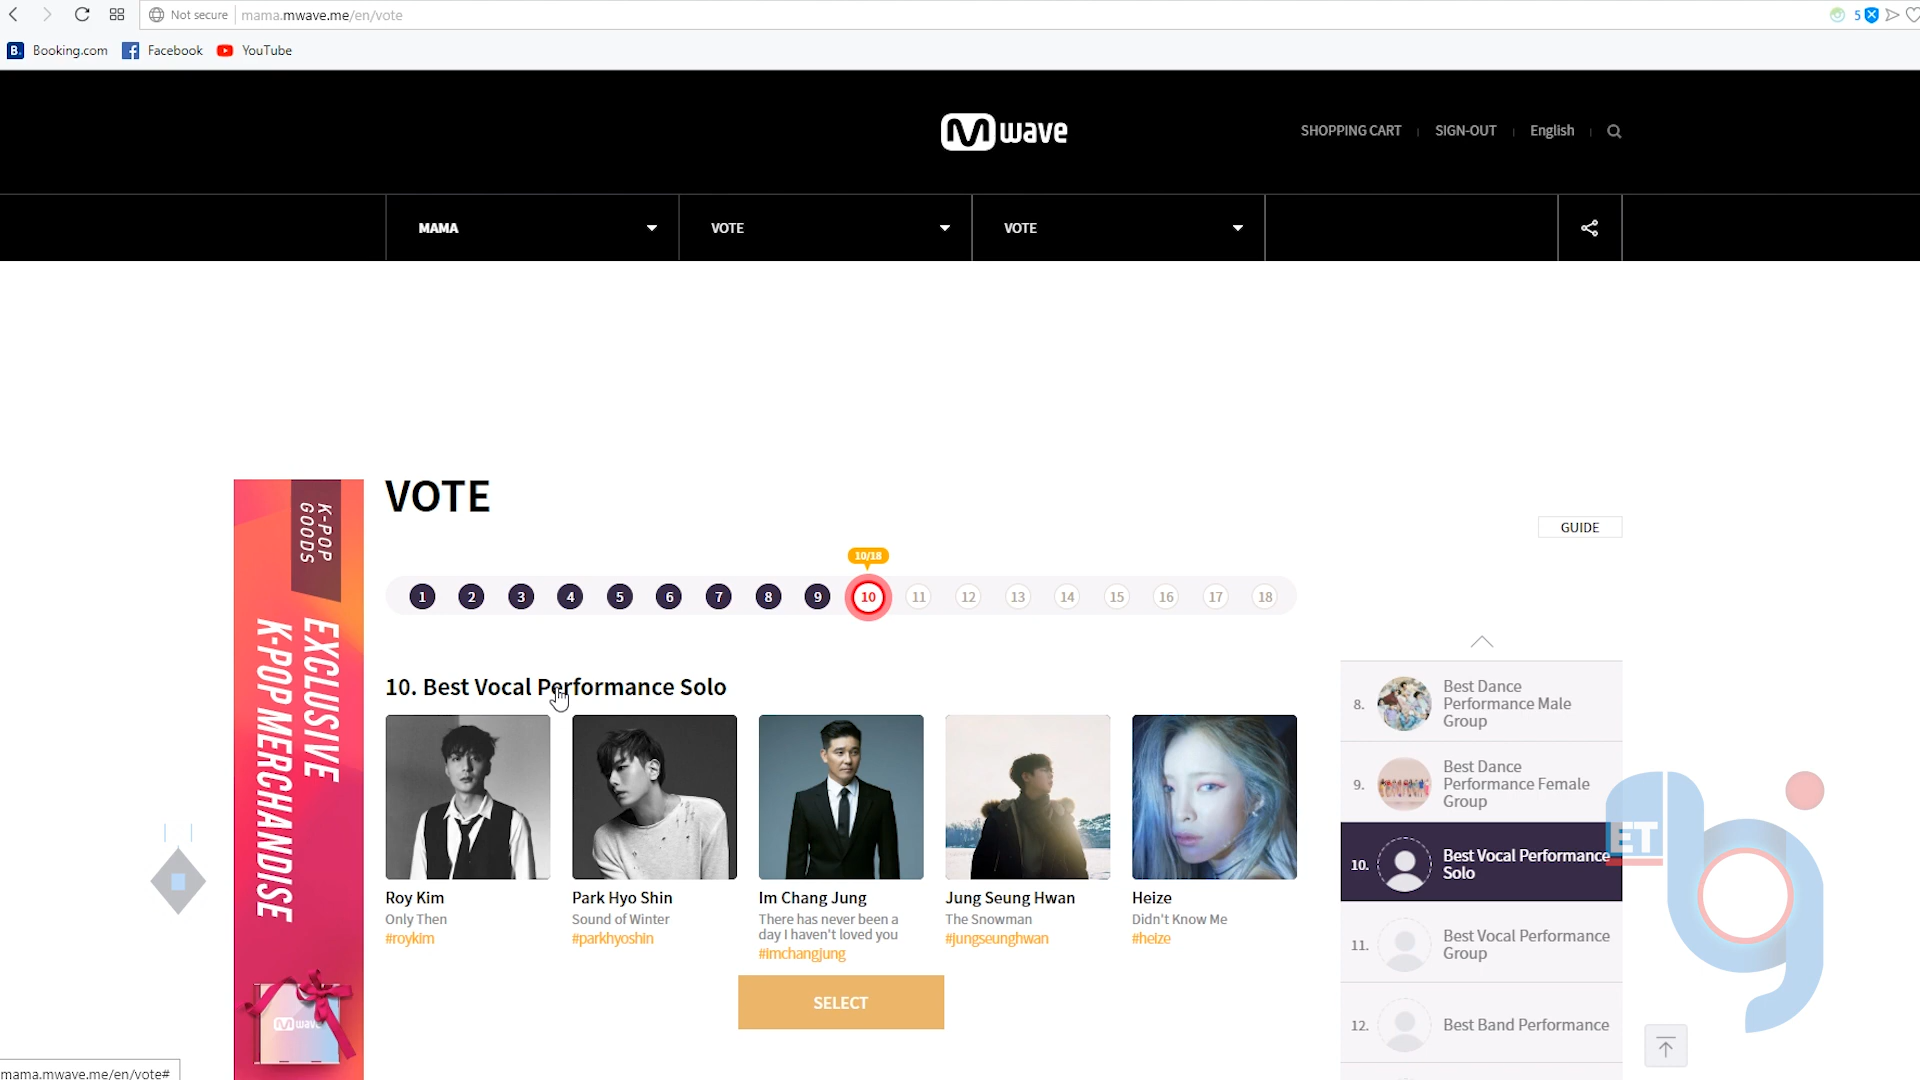 Not secure mama.mwave.me/en/vote 5
B. Booking.com Facebook YouTube
M wave
SHOPPING CART SIGN-OUT English
MAMA VOTE VOTE
VOTE
GUIDE
10/18
1 2 3 4 5 6 7 8 9 10 11 12 13 14 15 16 17 18
K-POP
GOODS
EXCLUSIVE
K-POP MERCHANDISE
M wave
10. Best Vocal Performance Solo
Roy Kim
Only Then
#roykim
Park Hyo Shin
Sound of Winter
#parkhyoshin
Im Chang Jung
There has never been a
day I haven't loved you
#imchangjung
Jung Seung Hwan
The Snowman
#jungseunghwan
Heize
Didn't Know Me
#heize
SELECT
8. Best Dance
Performance Male
Group
9. Best Dance
Performance Female
Group
10. Best Vocal Performance
Solo
11. Best Vocal Performance
Group
12. Best Band Performance
ET
mama.mwave.me/en/vote#